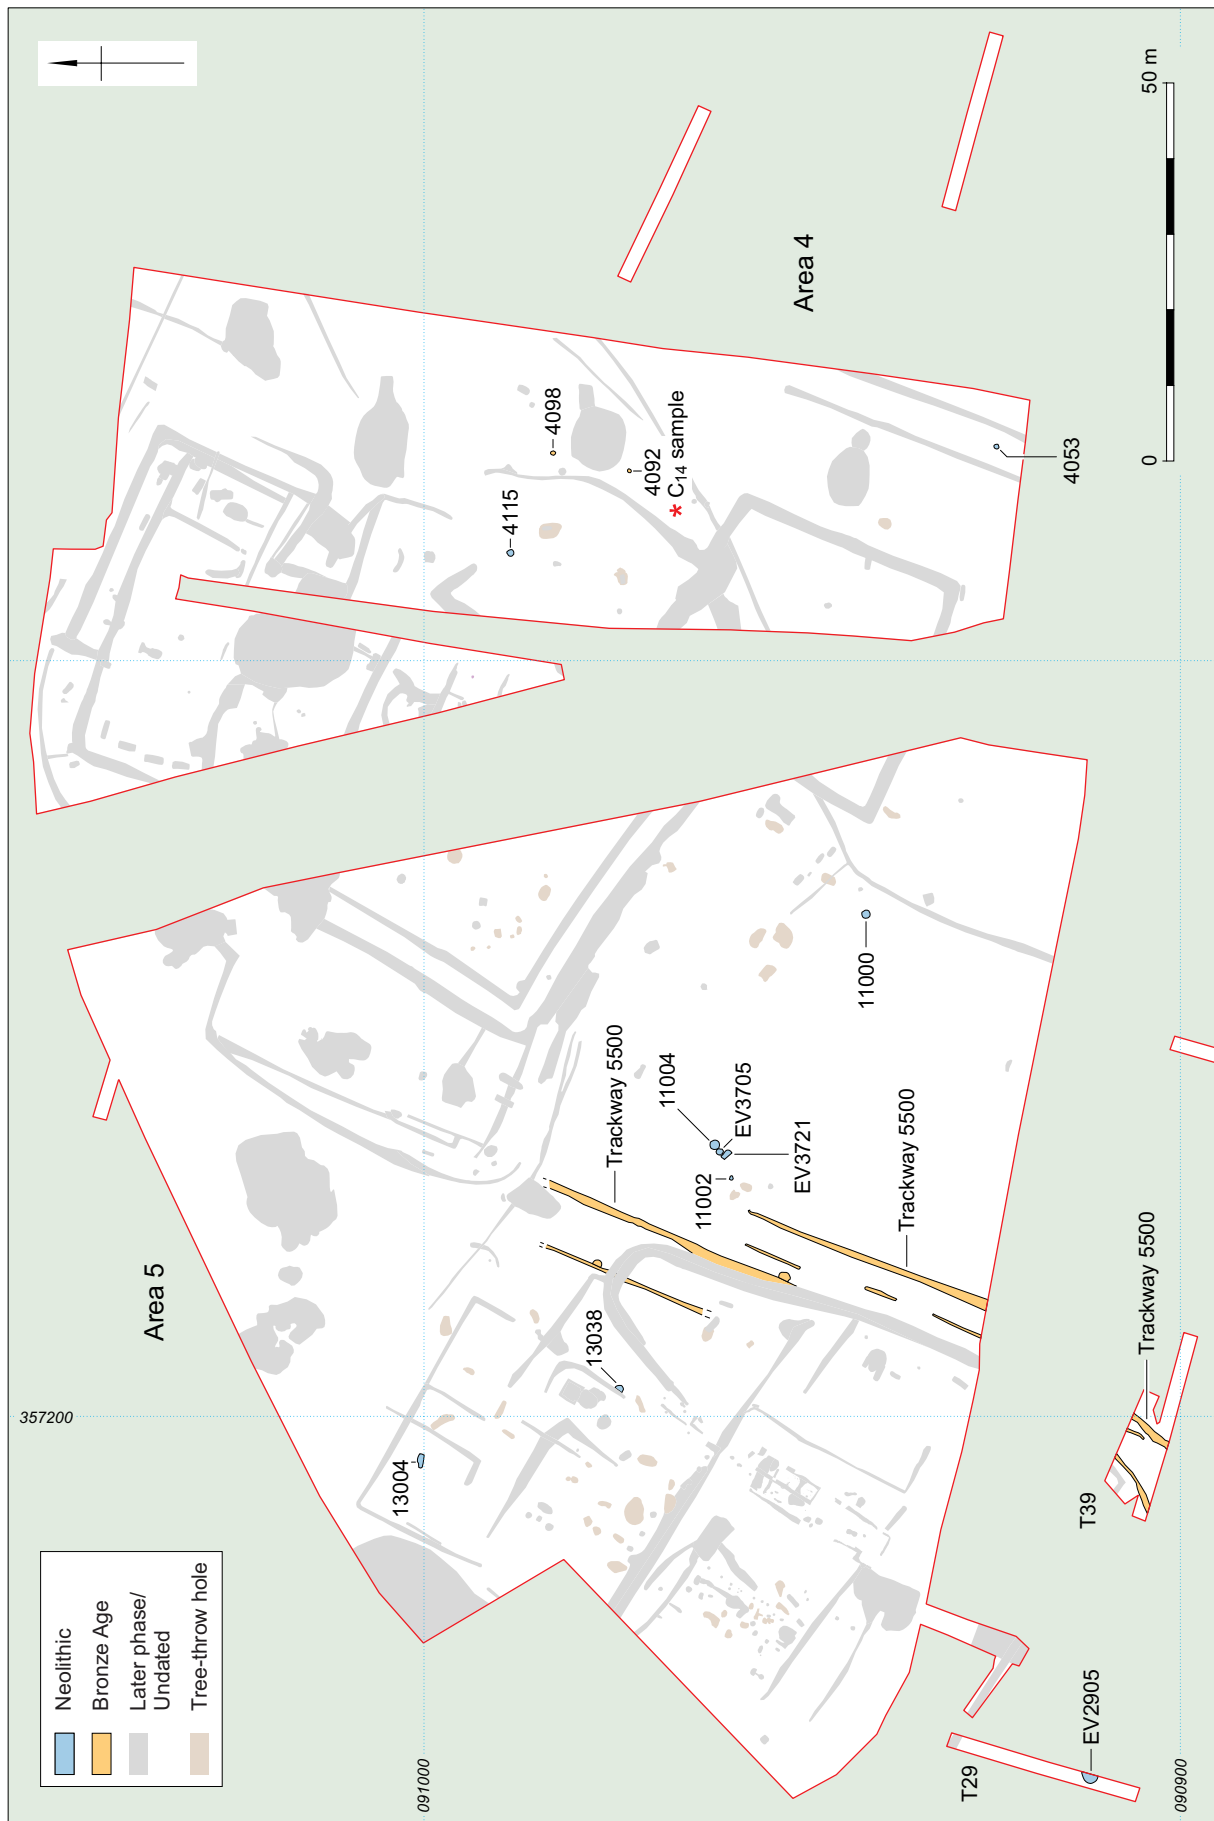 Neolithic
Bronze Age
Later phase/
Undated
Tree-throw hole
357200
091000
090900
Area 5
Area 4
13004
13038
Trackway 5500
11004
EV3705
EV3721
11002
11000
Trackway 5500
Trackway 5500
T39
T29
EV2905
4115
4098
4092
* C14 sample
4053
0
50 m